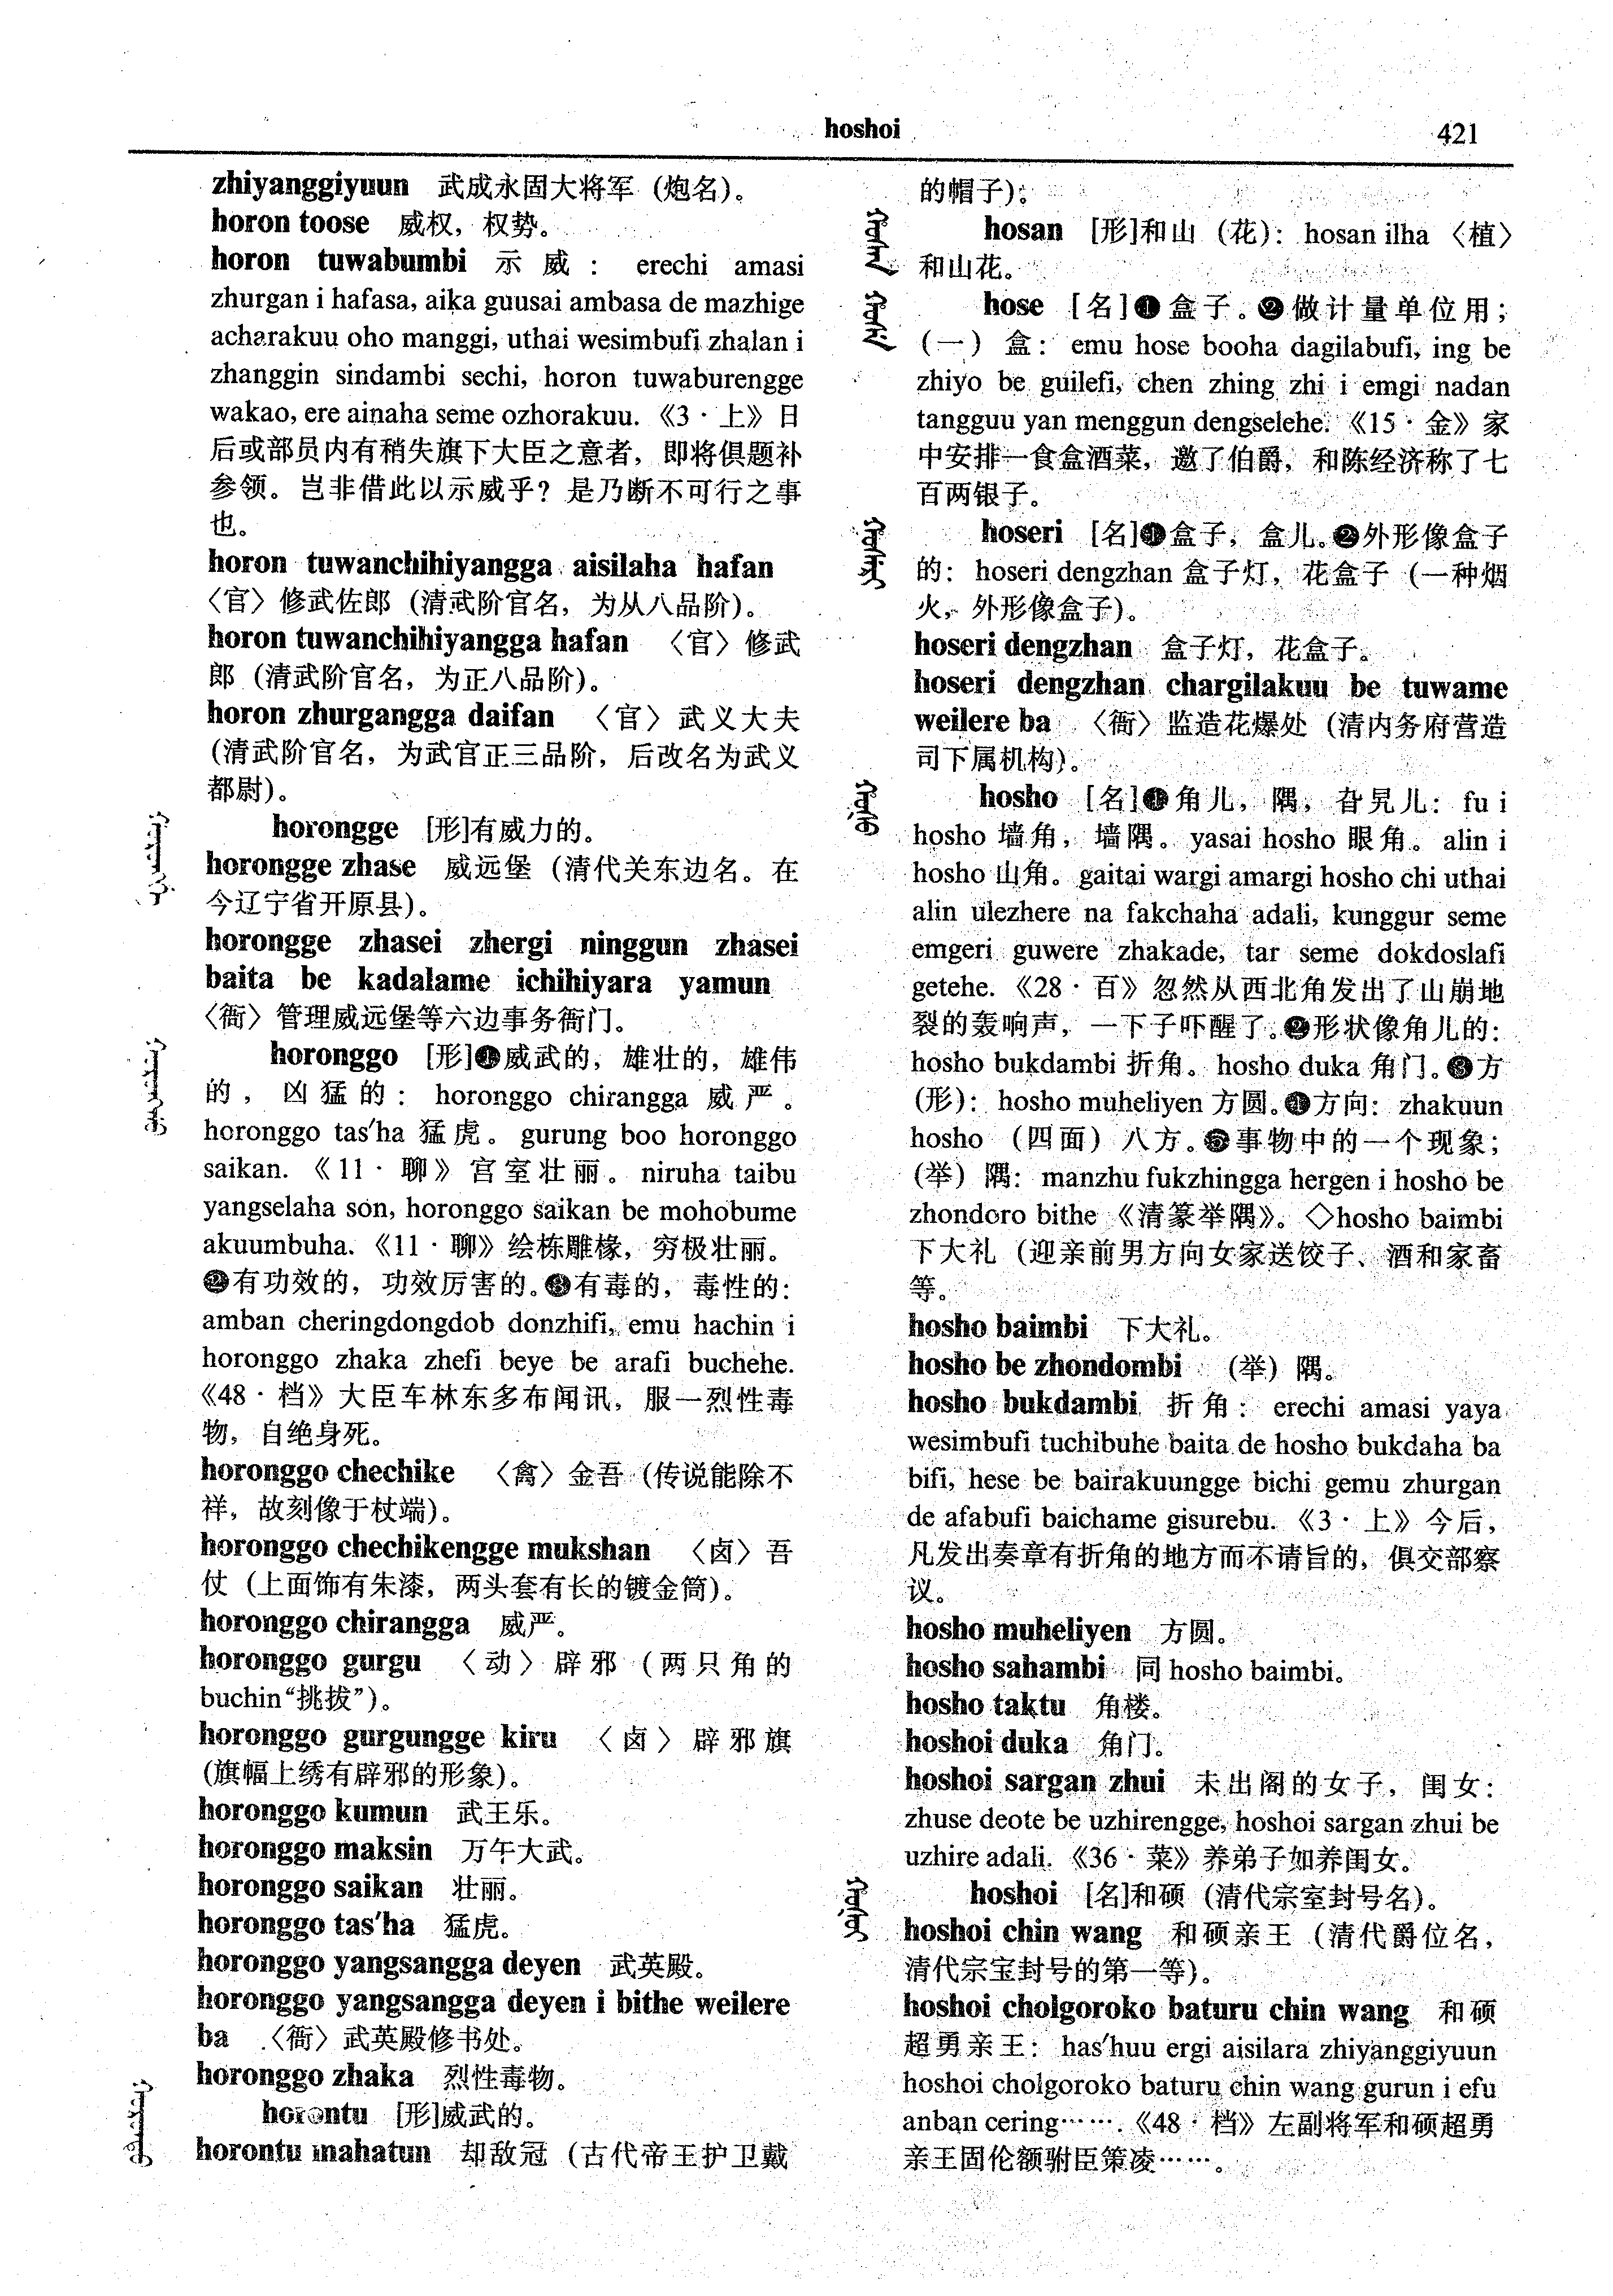 hoshoi
421
zhiyanggiyuun 武成永固大将军（炮名）。
horon toose 威权，权势。
horon tuwabumbi 示威：erechi amasi
zhurgan i hafasa, aika guusai ambasa de mazhige
acharakuu oho manggi, uthai wesimbufi zhalan i
zhanggin sindambi sechi, horon tuwaburengge
wakao, ere ainaha seme ozhorakuu.《3·上》日
后或部员内有稍失旗下大臣之意者，即将俱题补
参领。岂非借此以示威乎？是乃断不可行之事
也。
horon tuwanchihiyangga aisilaha hafan
〈官〉修武佐郎（清武阶官名，为从八品阶）。
horon tuwanchihiyangga hafan 〈官〉修武
郎（清武阶官名，为正八品阶）。
horon zhurgangga daifan 〈官〉武义大夫
（清武阶官名，为武官正三品阶，后改名为武义
都尉）。
horongge [形]有威力的。
horongge zhase 威远堡（清代关东边名。在
今辽宁省开原县）。
horongge zhasei zhergi ninggun zhasei
baita be kadalame ichihiyara yamun
〈衙〉管理威远堡等六边事务衙门。
horonggo [形]❶威武的，雄壮的，雄伟
的，凶猛的：horonggo chirangga 威严。
horonggo tas'ha 猛虎。gurung boo horonggo
saikan.《11·聊》宫室壮丽。niruha taibu
yangselaha son, horonggo saikan be mohobume
akuumbuha.《11·聊》绘栋雕椽，穷极壮丽。
❷有功效的，功效厉害的。❸有毒的，毒性的：
amban cheringdongdob donzhifi, emu hachin i
horonggo zhaka zhefi beye be arafi buchehe.
《48·档》大臣车林东多布闻讯，服一烈性毒
物，自绝身死。
horonggo chechike 〈禽〉金吾（传说能除不
祥，故刻像于杖端）。
horonggo chechikengge mukshan 〈卤〉吾
仗（上面饰有朱漆，两头套有长的镀金筒）。
horonggo chirangga 威严。
horonggo gurgu 〈动〉辟邪（两只角的
buchin“挑拔”）。
horonggo gurgungge kiru 〈卤〉辟邪旗
（旗幅上绣有辟邪的形象）。
horonggo kumun 武王乐。
horonggo maksin 万午大武。
horonggo saikan 壮丽。
horonggo tas'ha 猛虎。
horonggo yangsangga deyen 武英殿。
horonggo yangsangga deyen i bithe weilere
ba 〈衙〉武英殿修书处。
horonggo zhaka 烈性毒物。
horontu [形]威武的。
horontu mahatun 却敌冠（古代帝王护卫戴
的帽子）。
hosan [形]和山（花）：hosan ilha〈植〉
和山花。
hose [名]❶盒子。❷做计量单位用；
（一）盒：emu hose booha dagilabufi, ing be
zhiyo be guilefi, chen zhing zhi i emgi nadan
tangguu yan menggun dengselehe.《15·金》家
中安排一食盒酒菜，邀了伯爵，和陈经济称了七
百两银子。
hoseri [名]❶盒子，盒儿。❷外形像盒子
的：hoseri dengzhan 盒子灯，花盒子（一种烟
火，外形像盒子）。
hoseri dengzhan 盒子灯，花盒子。
hoseri dengzhan chargilakuu be tuwame
weilere ba 〈衙〉监造花爆处（清内务府营造
司下属机构）。
hosho [名]❶角儿，隅，旮旯儿：fu i
hosho 墙角，墙隅。yasai hosho 眼角。alin i
hosho 山角。gaitai wargi amargi hosho chi uthai
alin ulezhere na fakchaha adali, kunggur seme
emgeri guwere zhakade, tar seme dokdoslafi
getehe.《28·百》忽然从西北角发出了山崩地
裂的轰响声，一下子吓醒了。❷形状像角儿的：
hosho bukdambi 折角。hosho duka 角门。❸方
（形）：hosho muheliyen 方圆。❹方向：zhakuun
hosho （四面）八方。❺事物中的一个现象；
（举）隅：manzhu fukzhingga hergen i hosho be
zhondoro bithe《清篆举隅》。◇hosho baimbi
下大礼（迎亲前男方向女家送饺子、酒和家畜
等。
hosho baimbi 下大礼。
hosho be zhondombi （举）隅。
hosho bukdambi 折角：erechi amasi yaya
wesimbufi tuchibuhe baita de hosho bukdaha ba
bifi, hese be bairakuungge bichi gemu zhurgan
de afabufi baichame gisurebu.《3·上》今后，
凡发出奏章有折角的地方而不请旨的，俱交部察
议。
hosho muheliyen 方圆。
hosho sahambi 同 hosho baimbi。
hosho taktu 角楼。
hoshoi duka 角门。
hoshoi sargan zhui 未出阁的女子，闺女：
zhuse deote be uzhirengge, hoshoi sargan zhui be
uzhire adali.《36·菜》养弟子如养闺女。
hoshoi [名]和硕（清代宗室封号名）。
hoshoi chin wang 和硕亲王（清代爵位名，
清代宗宝封号的第一等）。
hoshoi cholgoroko baturu chin wang 和硕
超勇亲王：has'huu ergi aisilara zhiyanggiyuun
hoshoi cholgoroko baturu chin wang gurun i efu
anban cering…….《48·档》左副将军和硕超勇
亲王固伦额驸臣策凌……。